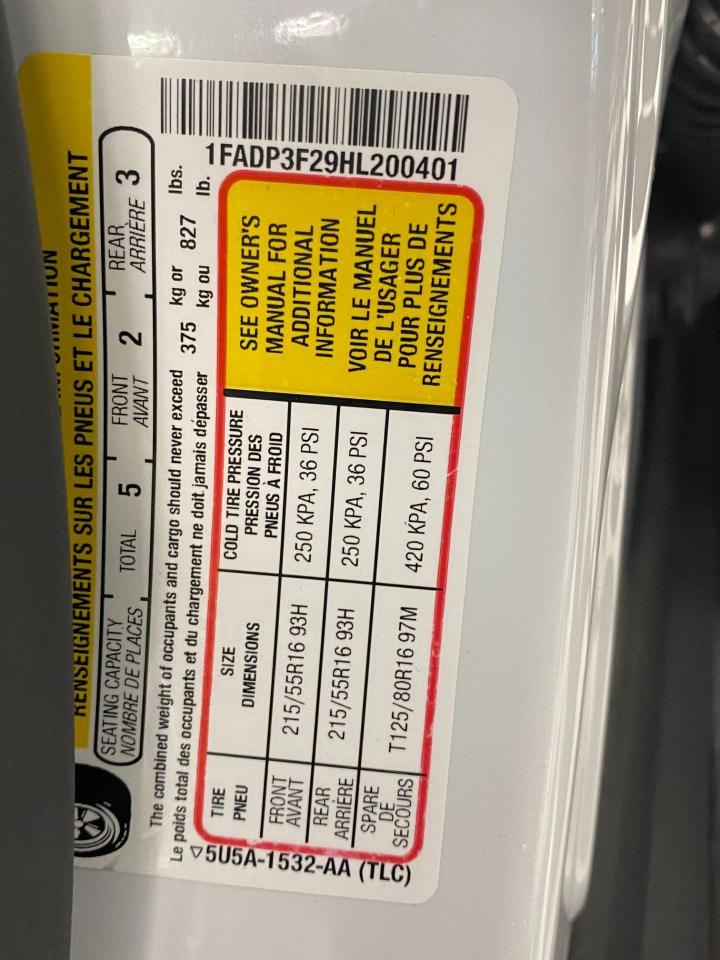 RENSEIGNEMENTS SUR LES PNEUS ET LE CHARGEMENT
SEATING CAPACITY
NOMBRE DE PLACES
TOTAL 5
FRONT
AVANT 2
REAR
ARRIÈRE 3
The combined weight of occupants and cargo should never exceed 375 kg or 827 lbs.
Le poids total des occupants et du chargement ne doit jamais dépasser kg ou lb.
1FADP3F29HL200401
TIRE
PNEU
SIZE
DIMENSIONS
COLD TIRE PRESSURE
PRESSION DES
PNEUS À FROID
FRONT
AVANT
215/55R16 93H
250 KPA, 36 PSI
REAR
ARRIÈRE
215/55R16 93H
250 KPA, 36 PSI
SPARE
DE
SECOURS
T125/80R16 97M
420 KPA, 60 PSI
SEE OWNER'S
MANUAL FOR
ADDITIONAL
INFORMATION
VOIR LE MANUEL
DE L'USAGER
POUR PLUS DE
RENSEIGNEMENTS
5U5A-1532-AA (TLC)